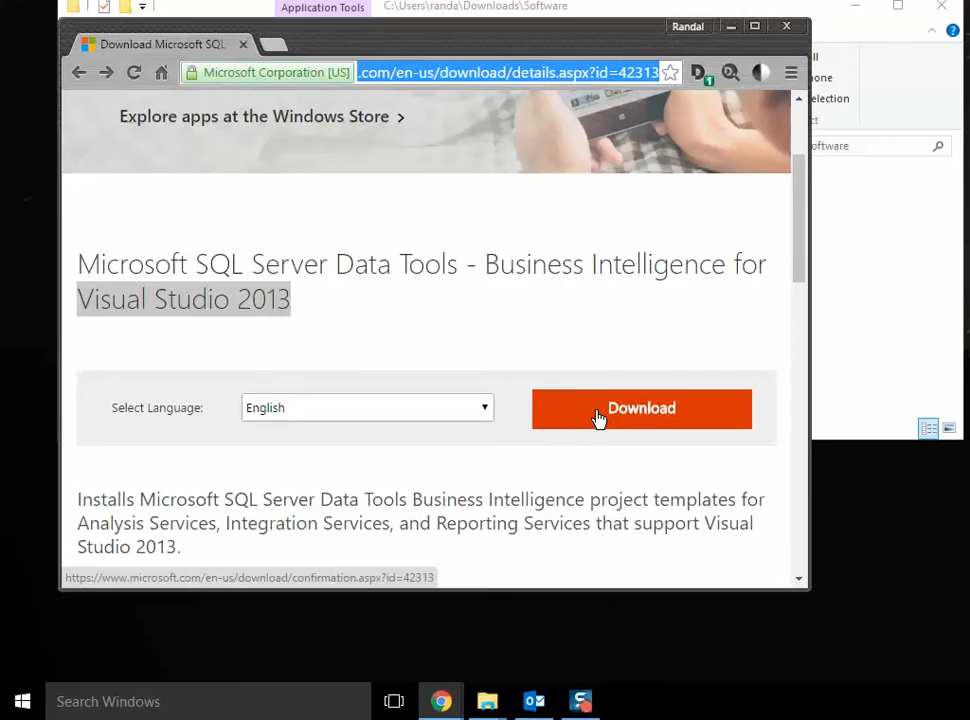 Application Tools
C:\Users\randa\Downloads\Software
Randal
Download Microsoft SQL
Microsoft Corporation [US]
.com/en-us/download/details.aspx?id=42313
D
1
Explore apps at the Windows Store >
election
oftware
Microsoft SQL Server Data Tools - Business Intelligence for
Visual Studio 2013
Select Language:
English
Download
Installs Microsoft SQL Server Data Tools Business Intelligence project templates for
Analysis Services, Integration Services, and Reporting Services that support Visual
Studio 2013.
https://www.microsoft.com/en-us/download/confirmation.aspx?id=42313
Search Windows